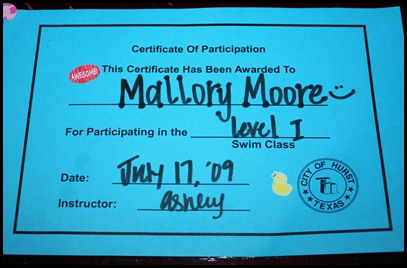 Certificate Of Participation
AWESOME!
This Certificate Has Been Awarded To
Mallory Moore
For Participating in the level I
Swim Class
Date: July 17, '09
Instructor: ashley
CITY OF HURST
TEXAS